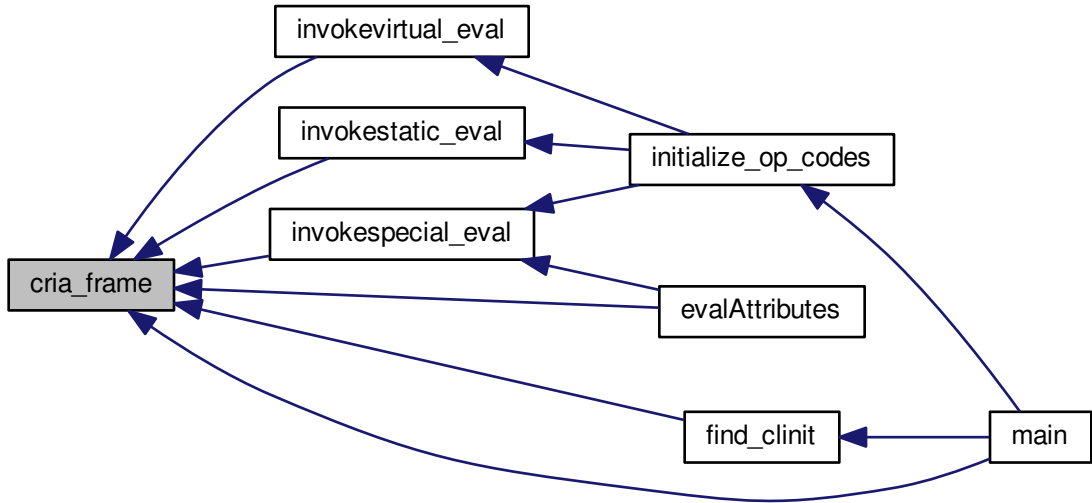 invokevirtual_eval
invokestatic_eval
initialize_op_codes
invokespecial_eval
cria_frame
evalAttributes
find_clinit
main